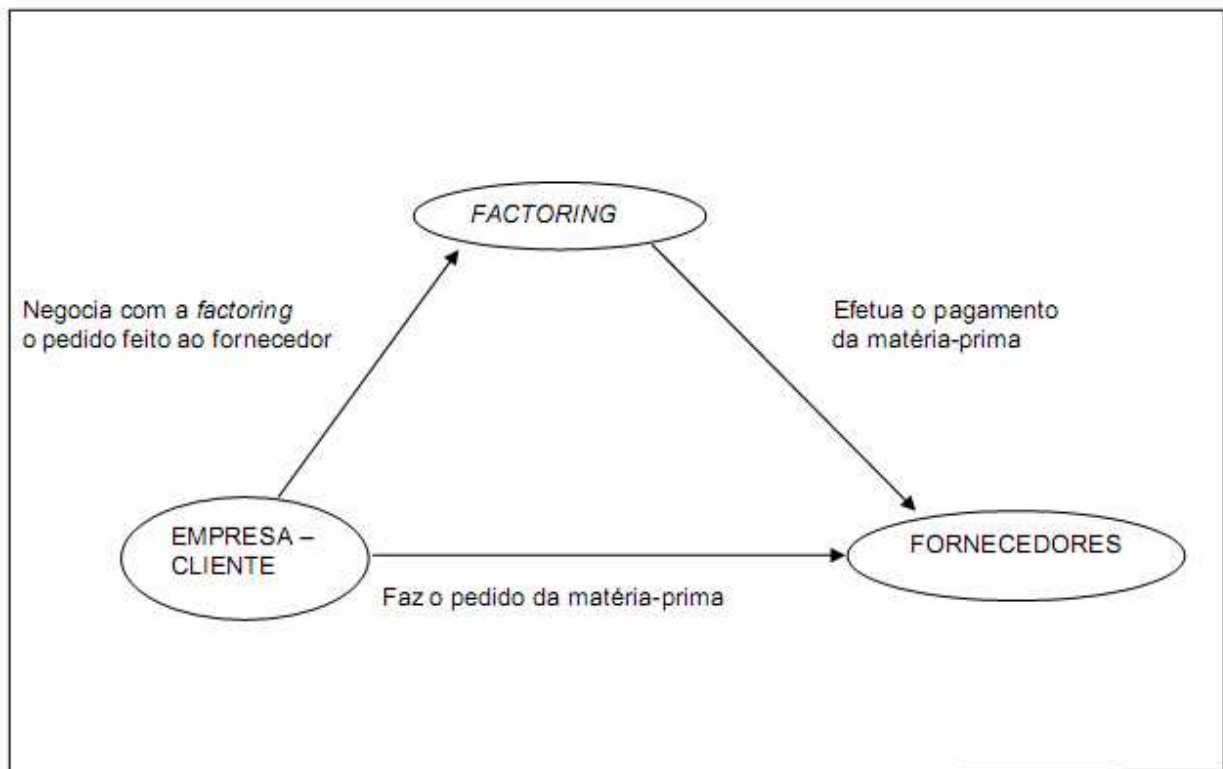 FACTORING
Negocia com a factoring
o pedido feito ao fornecedor
Efetua o pagamento
da matéria-prima
EMPRESA –
CLIENTE
FORNECEDORES
Faz o pedido da matéria-prima